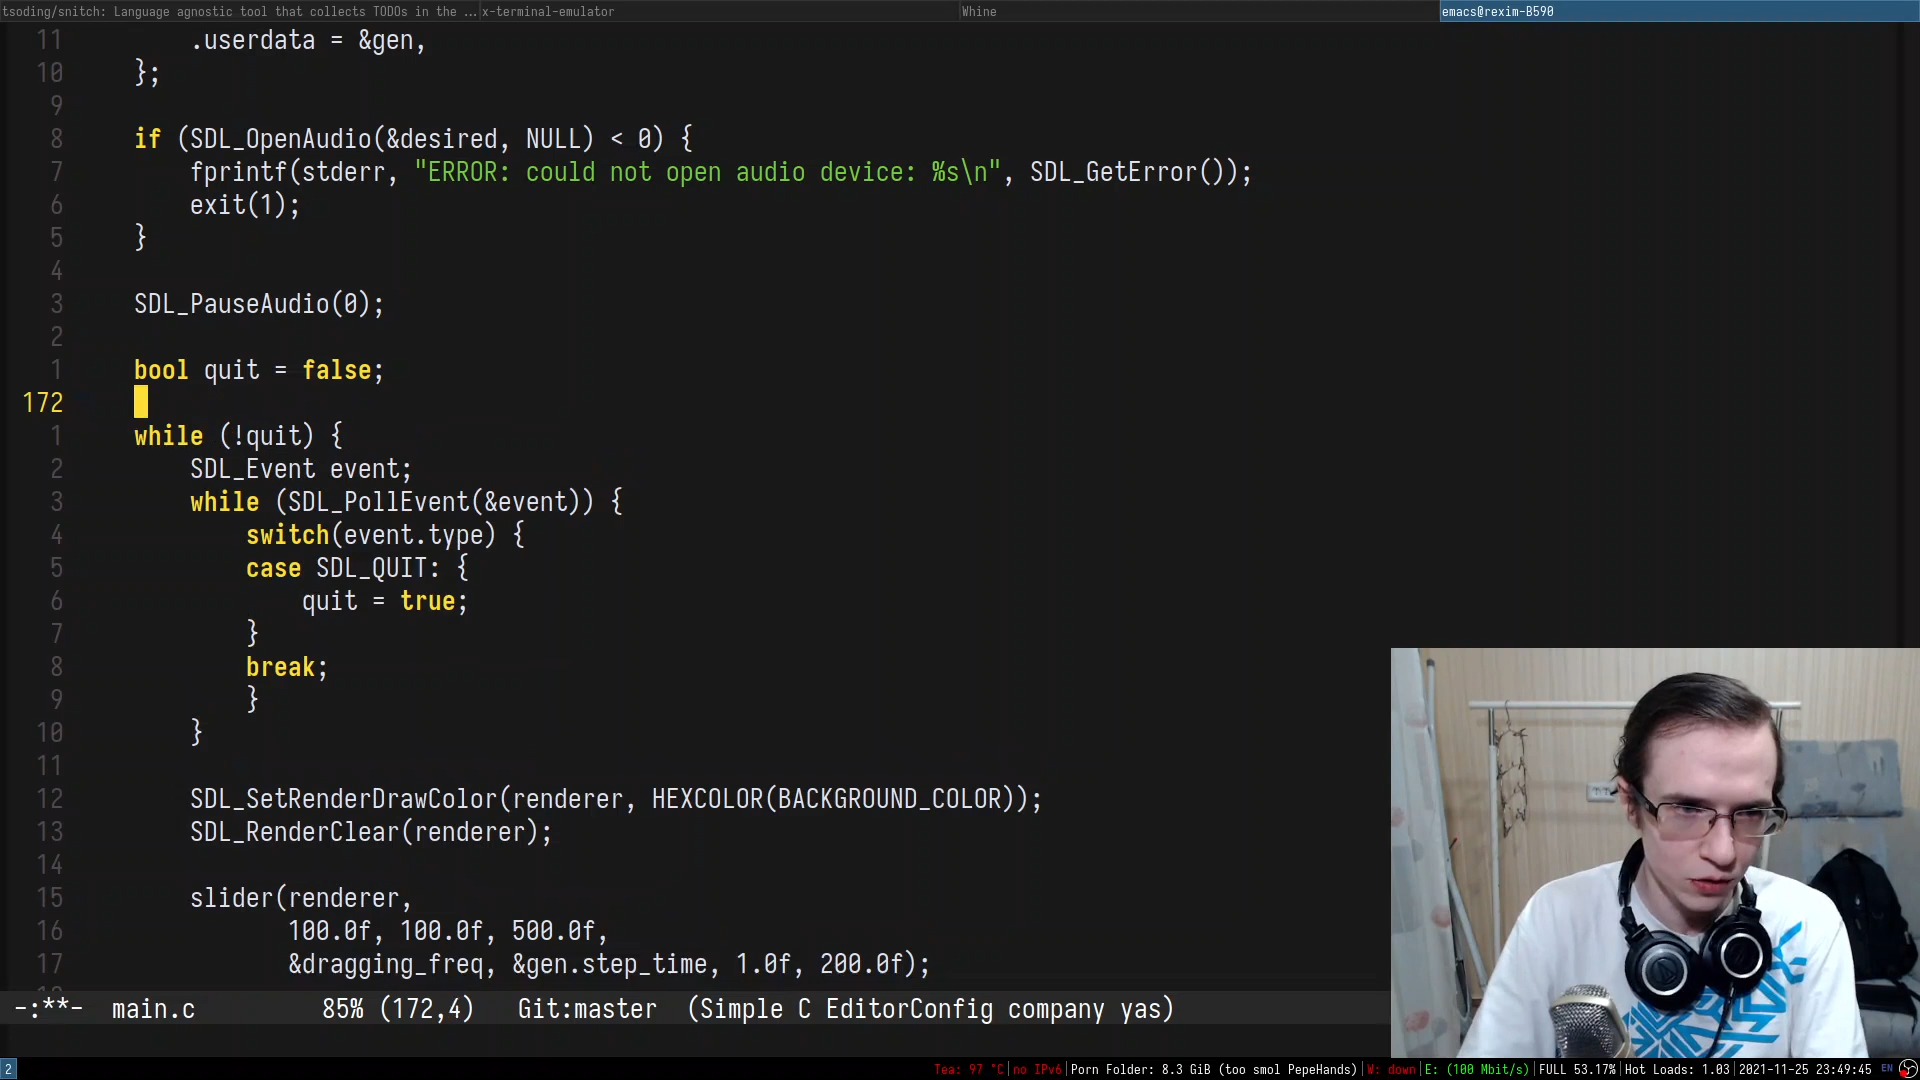 tsoding/snitch: Language agnostic tool that collects TODOs in the ... x-terminal-emulator Whine emacs@rexim-B590
11 .userdata = &gen,
10 };
9
8 if (SDL_OpenAudio(&desired, NULL) < 0) {
7 fprintf(stderr, "ERROR: could not open audio device: %s\n", SDL_GetError());
6 exit(1);
5 }
4
3 SDL_PauseAudio(0);
2
1 bool quit = false;
172
1 while (!quit) {
2 SDL_Event event;
3 while (SDL_PollEvent(&event)) {
4 switch(event.type) {
5 case SDL_QUIT: {
6 quit = true;
7 }
8 break;
9 }
10 }
11
12 SDL_SetRenderDrawColor(renderer, HEXCOLOR(BACKGROUND_COLOR));
13 SDL_RenderClear(renderer);
14
15 slider(renderer,
16 100.0f, 100.0f, 500.0f,
17 &dragging_freq, &gen.step_time, 1.0f, 200.0f);
-:**- main.c 85% (172,4) Git:master (Simple C EditorConfig company yas)
2 Tea: 97 °C|no IPv6|Porn Folder: 8.3 GiB (too smol PepeHands)|W: down|E: (100 Mbit/s)|FULL 53.17%|Hot Loads: 1.03|2021-11-25 23:49:45 EN